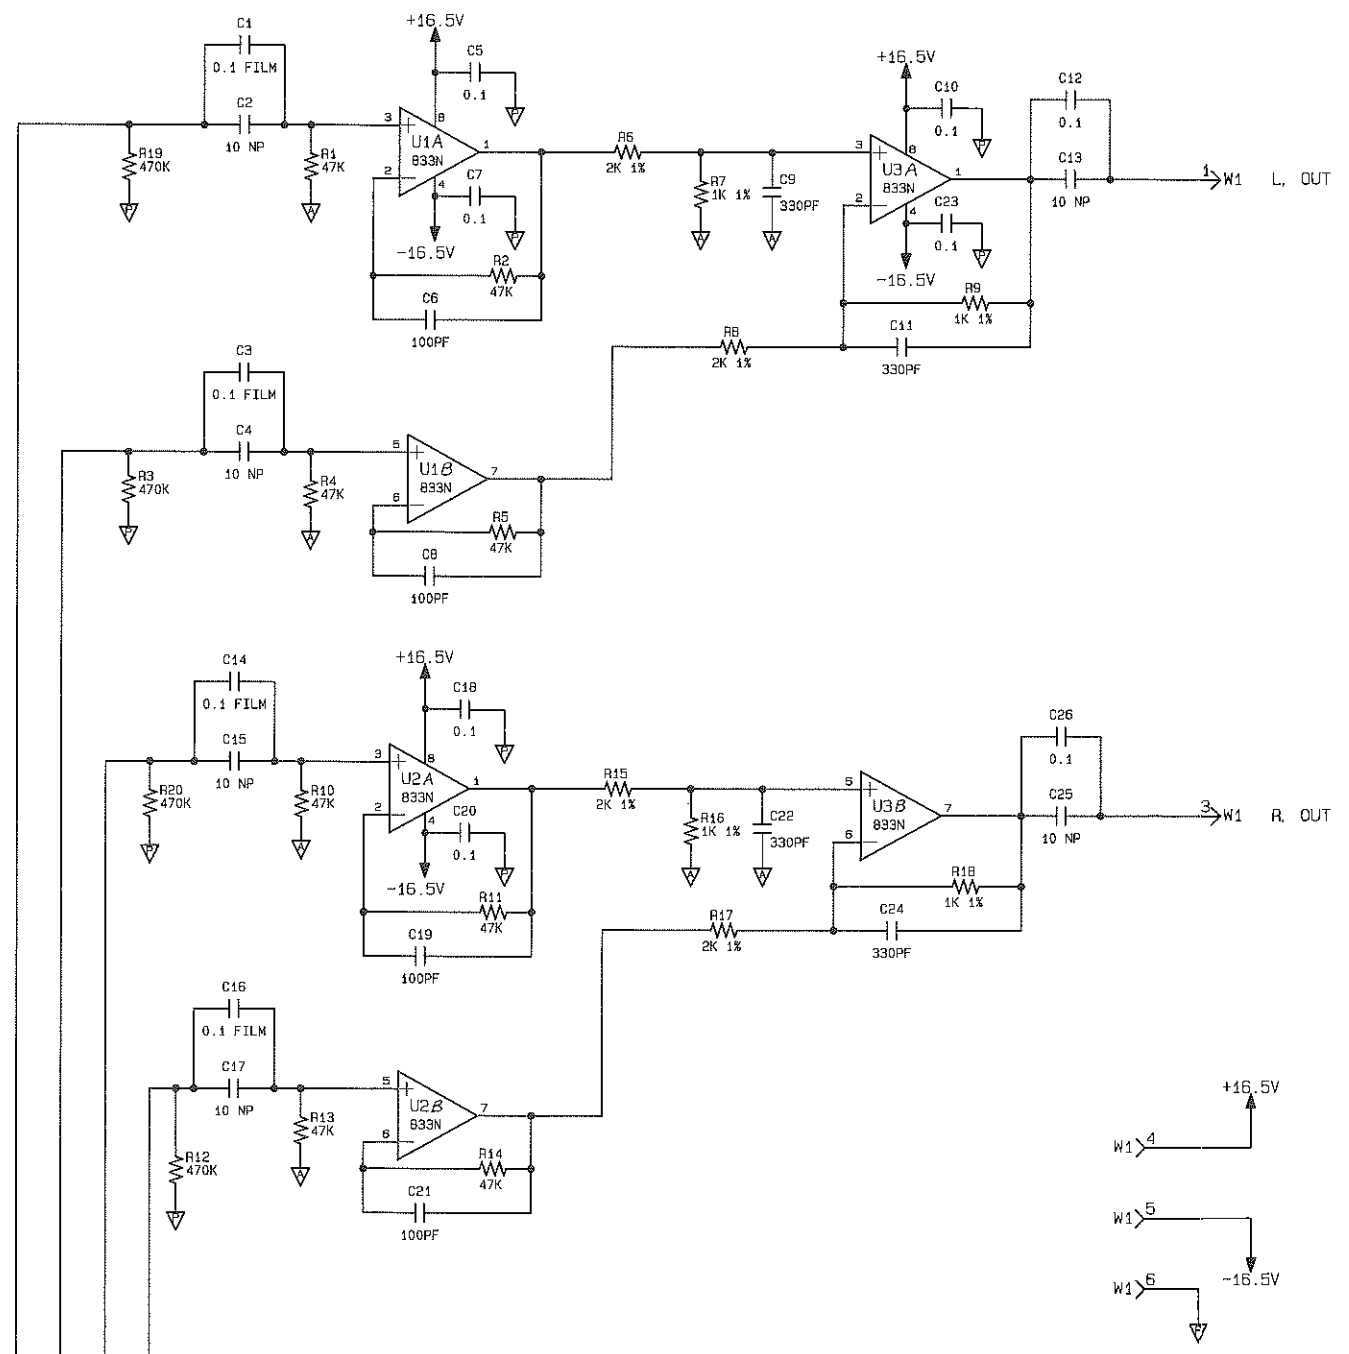 C1
0.1 FILM
C2
10 NP
R19
470K
P
R1
47K
A
+16.5V
C5
0.1
P
3
8
U1A
833N
1
2
4
C7
0.1
P
-16.5V
R2
47K
C6
100PF
R6
2K 1%
R7
1K 1%
A
C9
330PF
A
+16.5V
C10
0.1
P
3
8
U3A
833N
1
2
4
C23
0.1
P
-16.5V
R9
1K 1%
C11
330PF
C12
0.1
C13
10 NP
1
W1 L. OUT
R8
2K 1%
C3
0.1 FILM
C4
10 NP
R3
470K
P
R4
47K
A
5
U1B
833N
7
6
R5
47K
C8
100PF
C14
0.1 FILM
C15
10 NP
R20
470K
P
R10
47K
A
+16.5V
C18
0.1
P
3
8
U2A
833N
1
2
4
C20
0.1
P
-16.5V
R11
47K
C19
100PF
R15
2K 1%
R16
1K 1%
A
C22
330PF
A
5
U3B
833N
7
6
R18
1K 1%
C24
330PF
C26
0.1
C25
10 NP
3
W1 R. OUT
R17
2K 1%
C16
0.1 FILM
C17
10 NP
R12
470K
P
R13
47K
A
5
U2B
833N
7
6
R14
47K
C21
100PF
+16.5V
W1 4
W1 5
-16.5V
W1 6
P